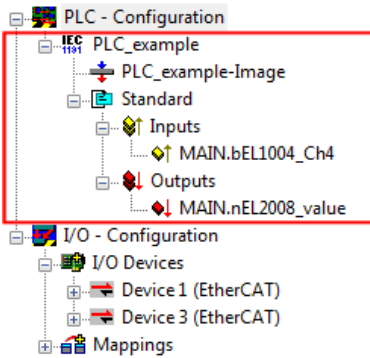 PLC - Configuration
IEC 1131 PLC_example
PLC_example-Image
Standard
Inputs
MAIN.bEL1004_Ch4
Outputs
MAIN.nEL2008_value
I/O - Configuration
I/O Devices
Device 1 (EtherCAT)
Device 3 (EtherCAT)
Mappings